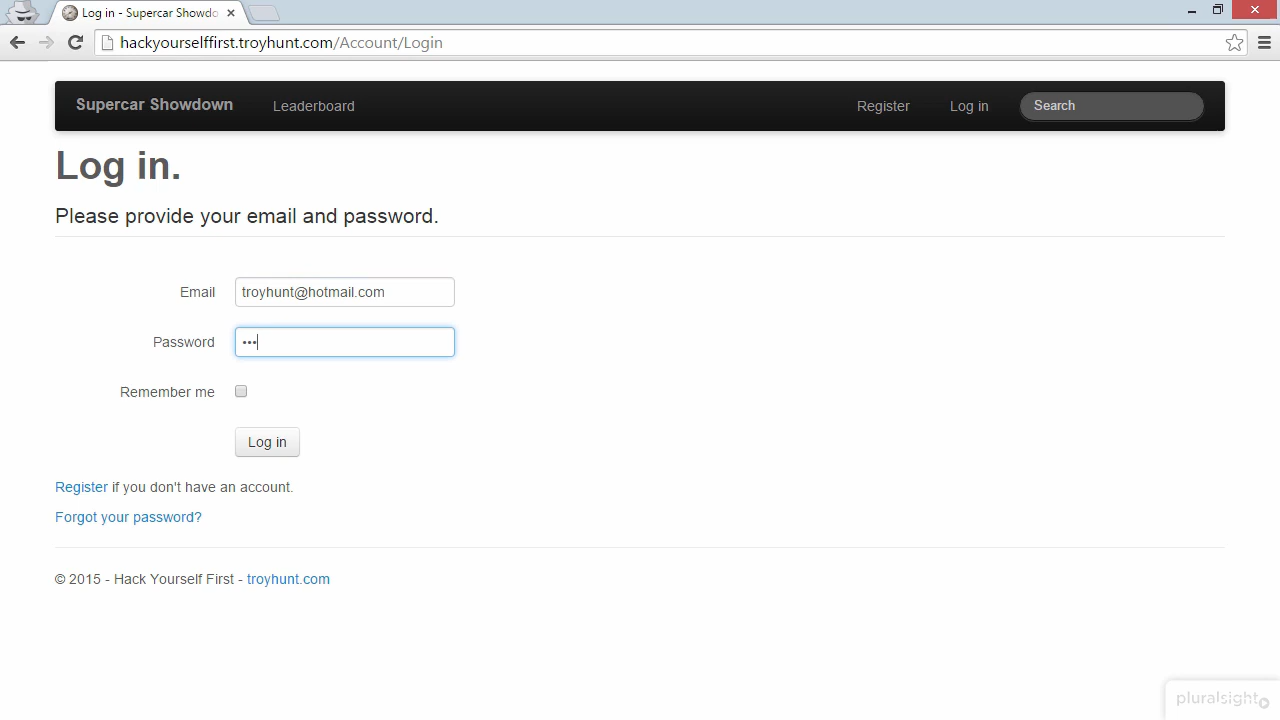 Log in - Supercar Showdo
hackyourselffirst.troyhunt.com/Account/Login
Supercar Showdown Leaderboard Register Log in Search
Log in.
Please provide your email and password.
Email troyhunt@hotmail.com
Password •••
Remember me
Log in
Register if you don't have an account.
Forgot your password?
© 2015 - Hack Yourself First - troyhunt.com
pluralsight